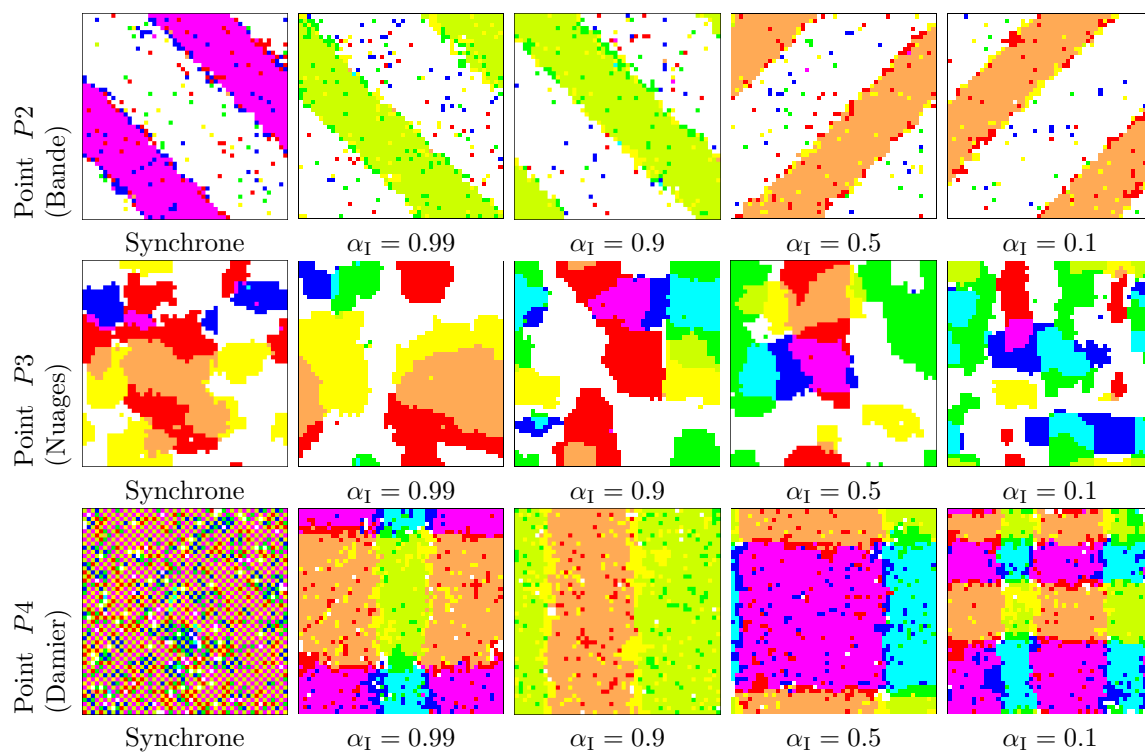 Point P2
(Bande)
Synchrone
α_I = 0.99
α_I = 0.9
α_I = 0.5
α_I = 0.1
Point P3
(Nuages)
Synchrone
α_I = 0.99
α_I = 0.9
α_I = 0.5
α_I = 0.1
Point P4
(Damier)
Synchrone
α_I = 0.99
α_I = 0.9
α_I = 0.5
α_I = 0.1